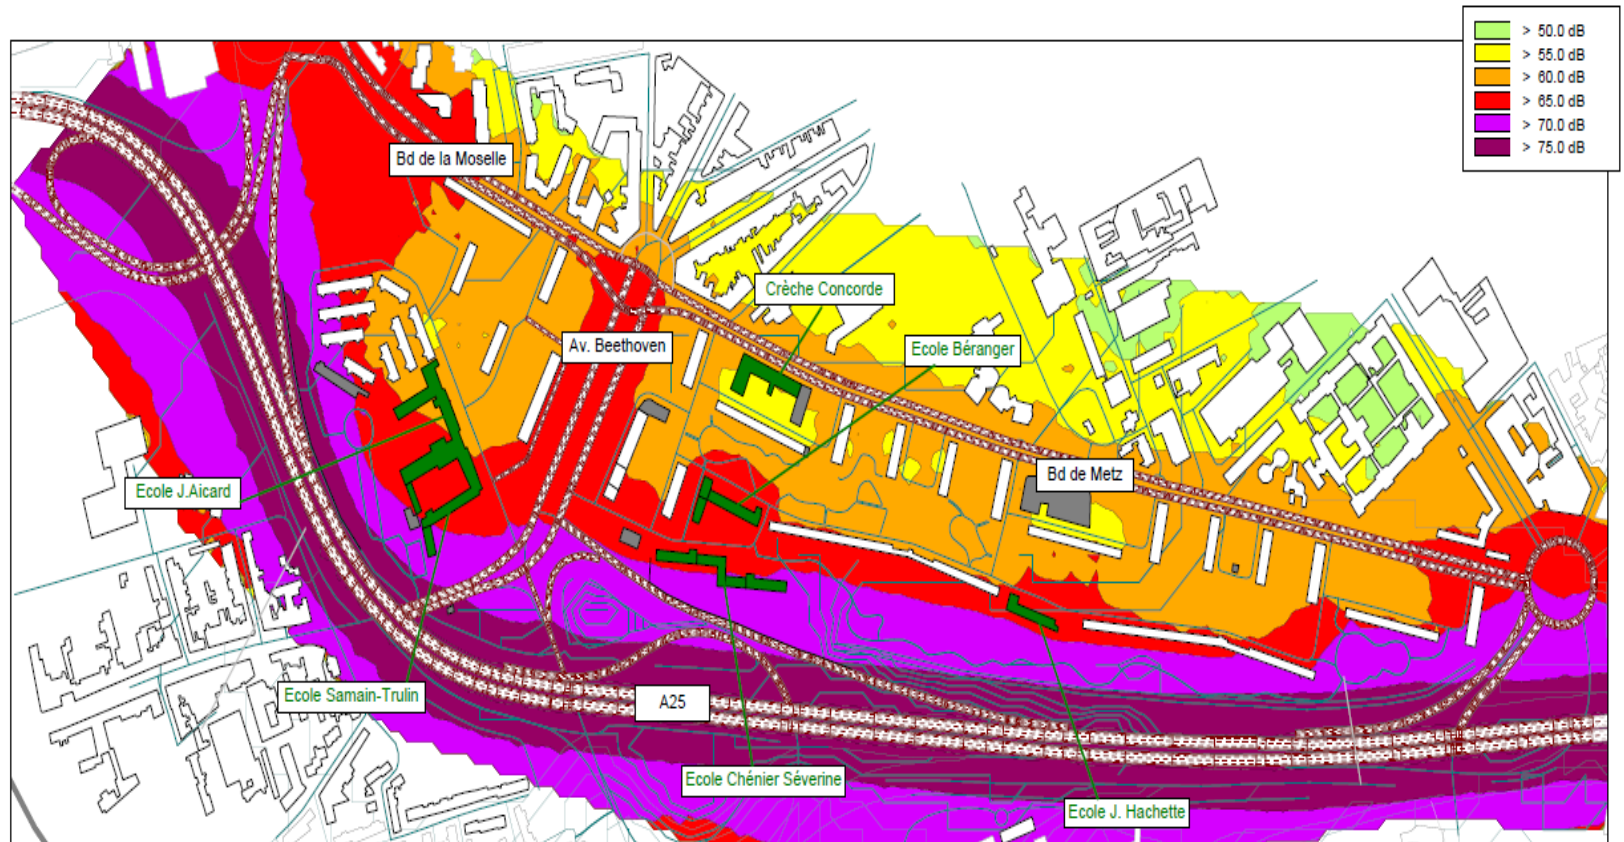 > 50.0 dB
> 55.0 dB
> 60.0 dB
> 65.0 dB
> 70.0 dB
> 75.0 dB
Bd de la Moselle
Crèche Concorde
Av. Beethoven
Ecole Béranger
Bd de Metz
Ecole J.Aicard
Ecole Samain-Trulin
A25
Ecole Chénier Séverine
Ecole J. Hachette